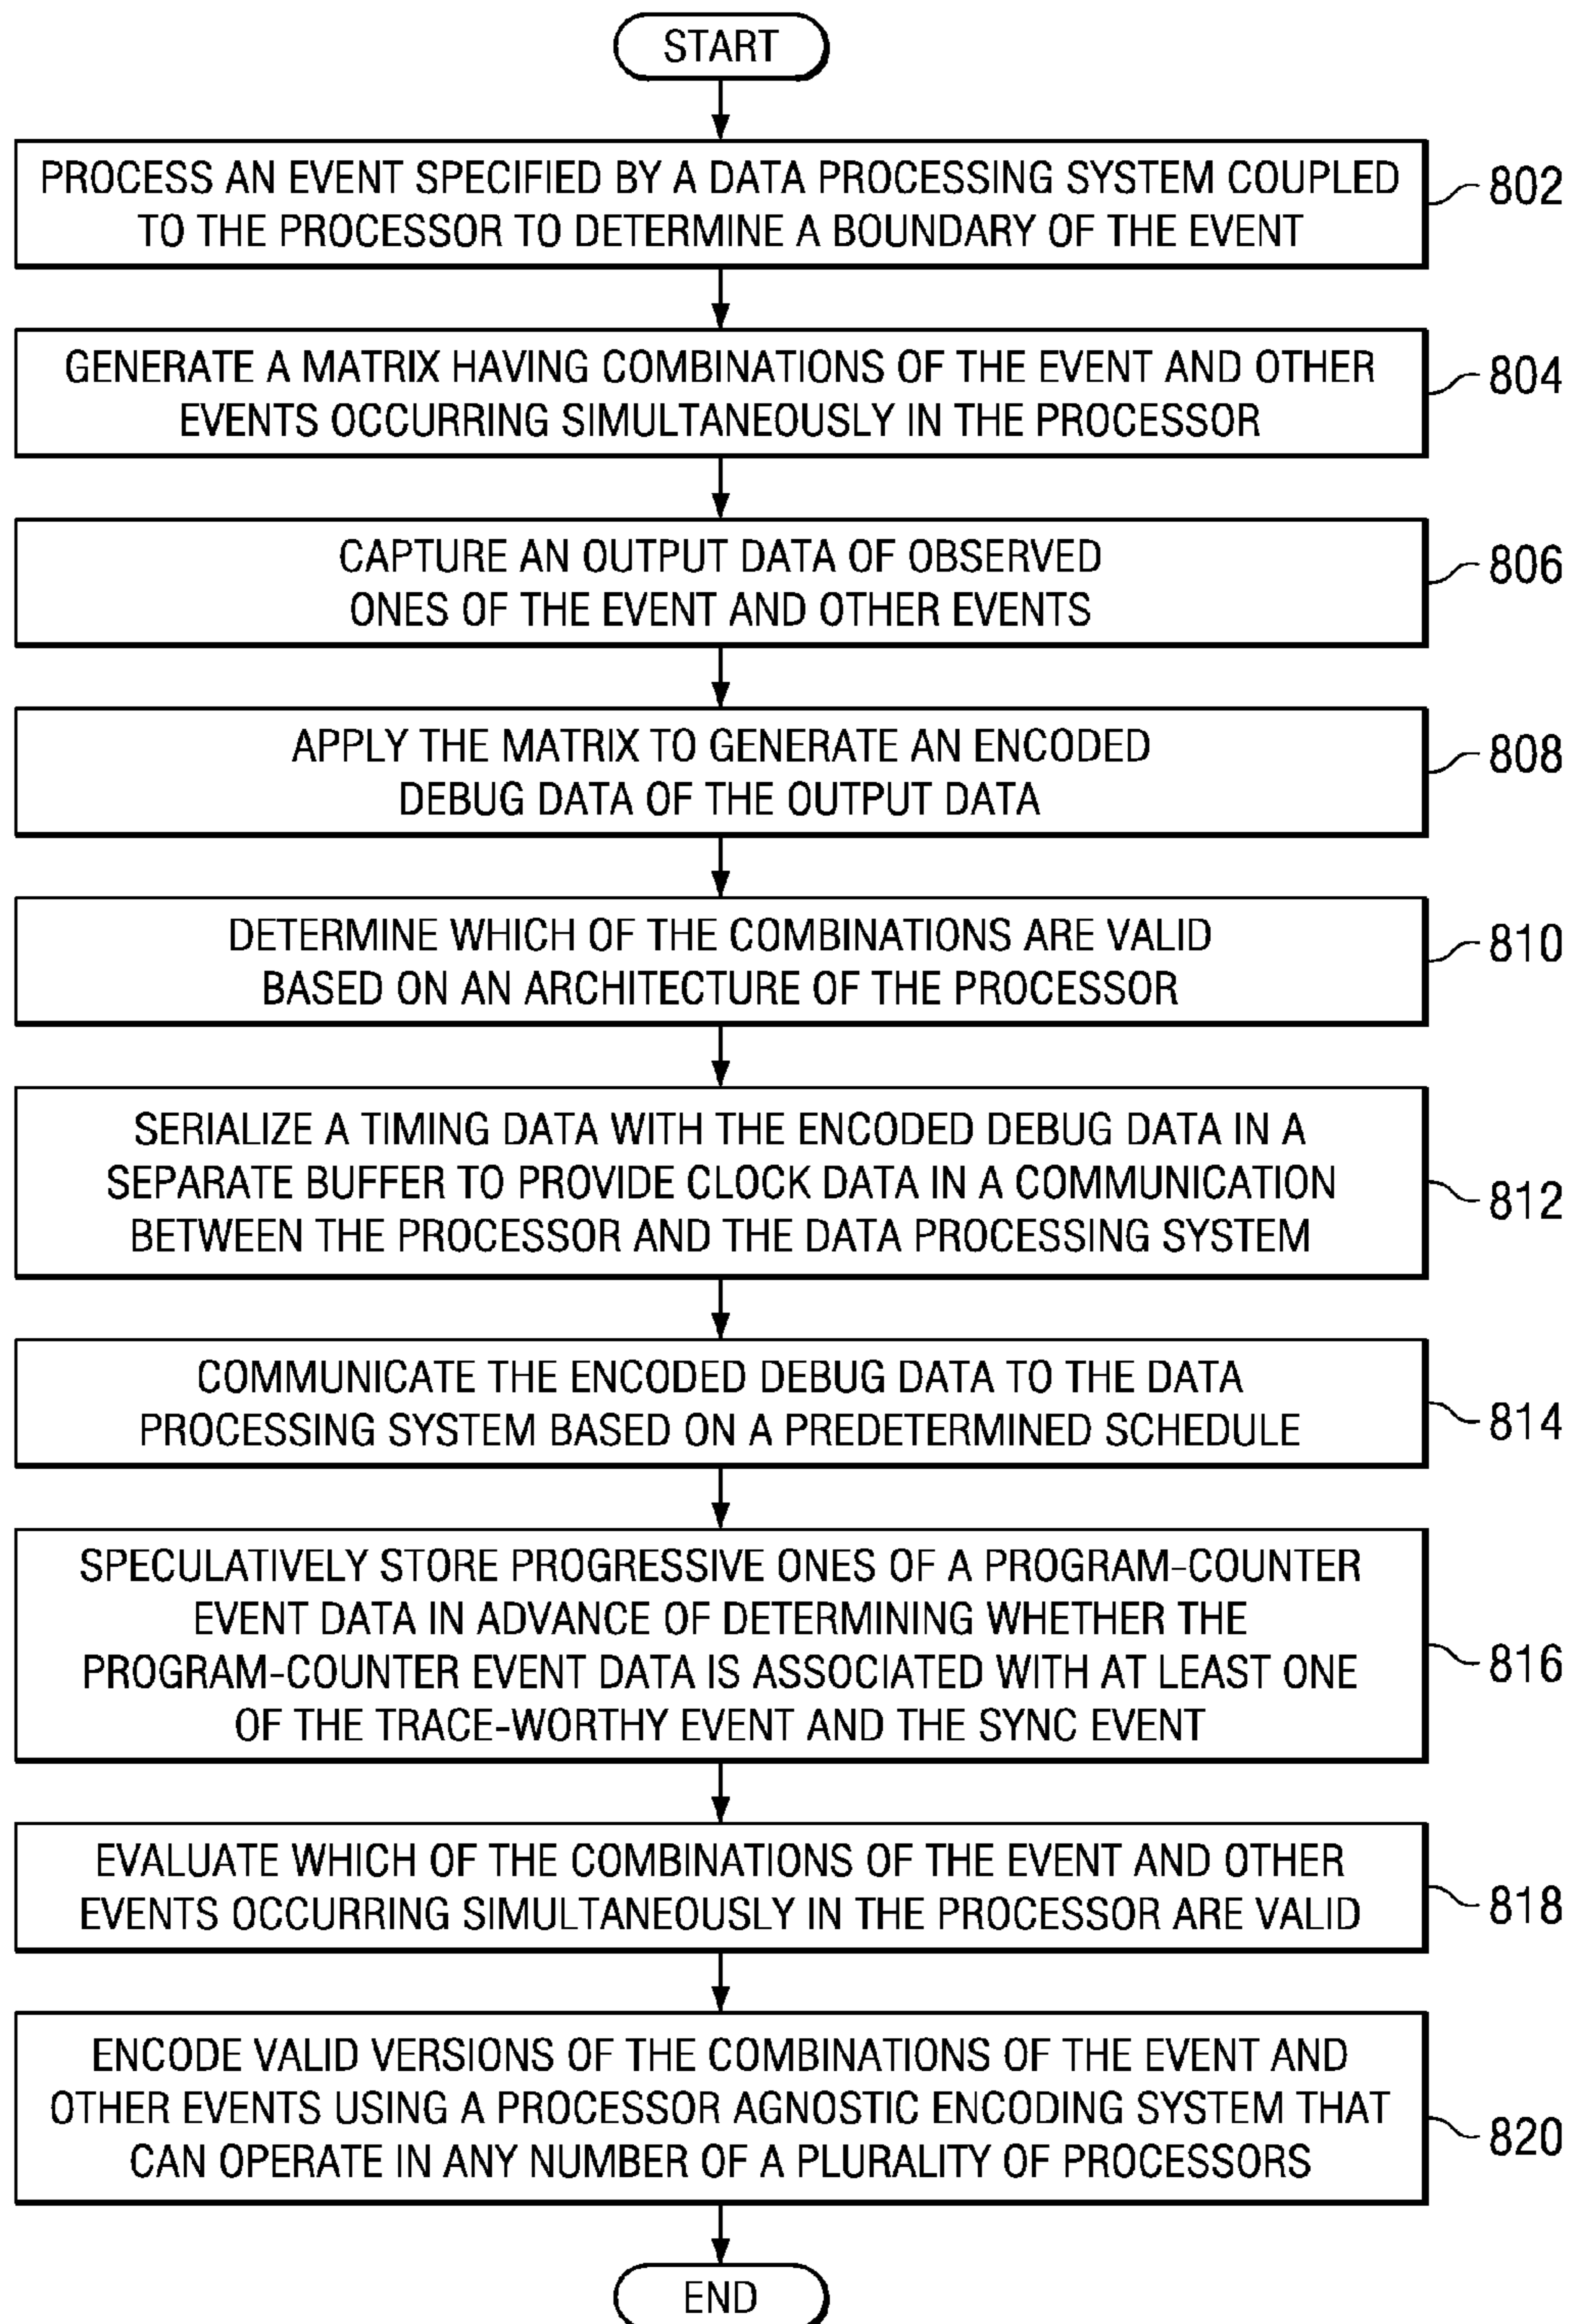 START
PROCESS AN EVENT SPECIFIED BY A DATA PROCESSING SYSTEM COUPLED
TO THE PROCESSOR TO DETERMINE A BOUNDARY OF THE EVENT
802
GENERATE A MATRIX HAVING COMBINATIONS OF THE EVENT AND OTHER
EVENTS OCCURRING SIMULTANEOUSLY IN THE PROCESSOR
804
CAPTURE AN OUTPUT DATA OF OBSERVED
ONES OF THE EVENT AND OTHER EVENTS
806
APPLY THE MATRIX TO GENERATE AN ENCODED
DEBUG DATA OF THE OUTPUT DATA
808
DETERMINE WHICH OF THE COMBINATIONS ARE VALID
BASED ON AN ARCHITECTURE OF THE PROCESSOR
810
SERIALIZE A TIMING DATA WITH THE ENCODED DEBUG DATA IN A
SEPARATE BUFFER TO PROVIDE CLOCK DATA IN A COMMUNICATION
BETWEEN THE PROCESSOR AND THE DATA PROCESSING SYSTEM
812
COMMUNICATE THE ENCODED DEBUG DATA TO THE DATA
PROCESSING SYSTEM BASED ON A PREDETERMINED SCHEDULE
814
SPECULATIVELY STORE PROGRESSIVE ONES OF A PROGRAM-COUNTER
EVENT DATA IN ADVANCE OF DETERMINING WHETHER THE
PROGRAM-COUNTER EVENT DATA IS ASSOCIATED WITH AT LEAST ONE
OF THE TRACE-WORTHY EVENT AND THE SYNC EVENT
816
EVALUATE WHICH OF THE COMBINATIONS OF THE EVENT AND OTHER
EVENTS OCCURRING SIMULTANEOUSLY IN THE PROCESSOR ARE VALID
818
ENCODE VALID VERSIONS OF THE COMBINATIONS OF THE EVENT AND
OTHER EVENTS USING A PROCESSOR AGNOSTIC ENCODING SYSTEM THAT
CAN OPERATE IN ANY NUMBER OF A PLURALITY OF PROCESSORS
820
END